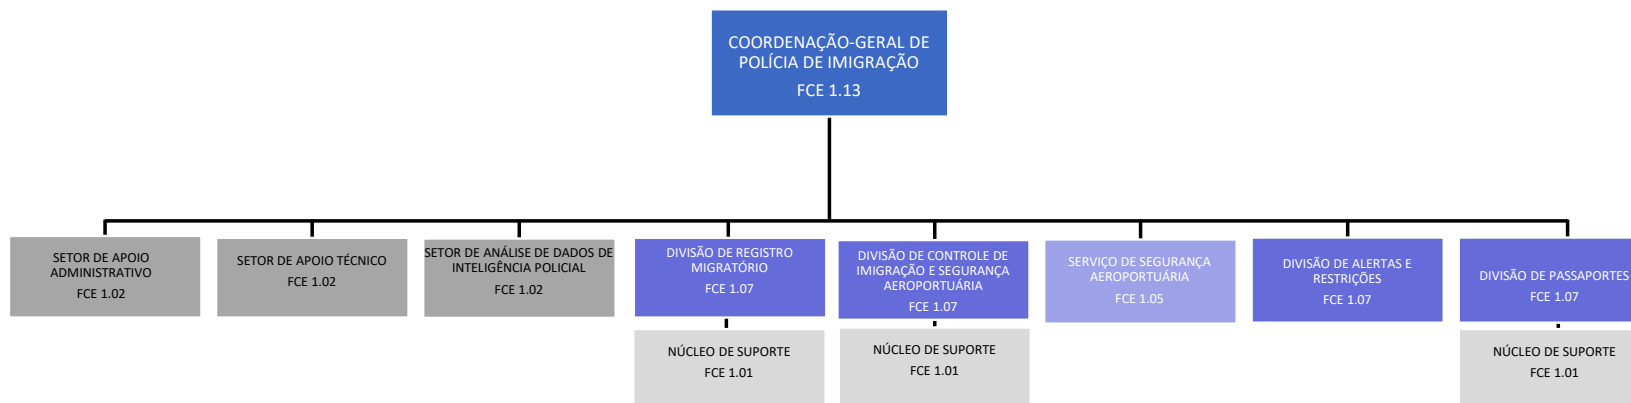 COORDENAÇÃO-GERAL DE
POLÍCIA DE IMIGRAÇÃO
FCE 1.13
SETOR DE APOIO
ADMINISTRATIVO
FCE 1.02
SETOR DE APOIO TÉCNICO
FCE 1.02
SETOR DE ANÁLISE DE DADOS DE
INTELIGÊNCIA POLICIAL
FCE 1.02
DIVISÃO DE REGISTRO
MIGRATÓRIO
FCE 1.07
DIVISÃO DE CONTROLE DE
IMIGRAÇÃO E SEGURANÇA
AEROPORTUÁRIA
FCE 1.07
SERVIÇO DE SEGURANÇA
AEROPORTUÁRIA
FCE 1.05
DIVISÃO DE ALERTAS E
RESTRIÇÕES
FCE 1.07
DIVISÃO DE PASSAPORTES
FCE 1.07
NÚCLEO DE SUPORTE
FCE 1.01
NÚCLEO DE SUPORTE
FCE 1.01
NÚCLEO DE SUPORTE
FCE 1.01